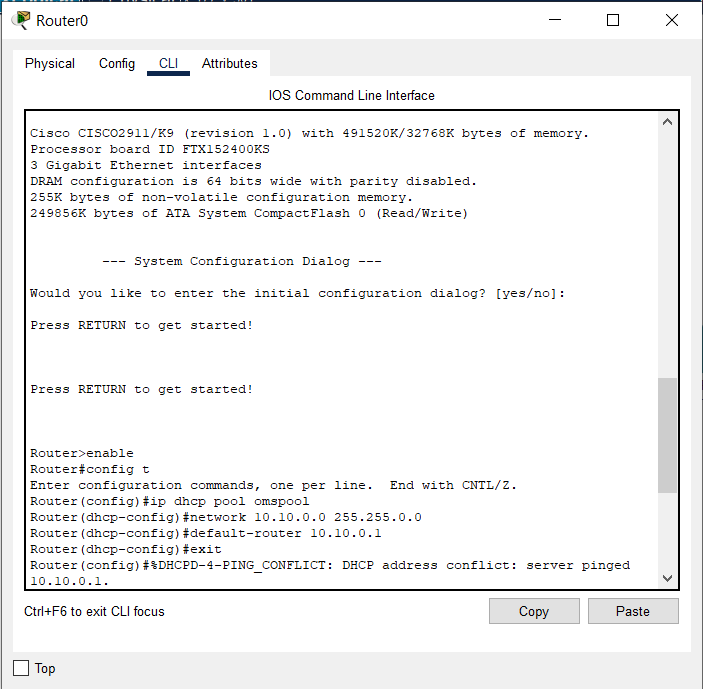 Router0
Physical Config CLI Attributes
IOS Command Line Interface
Cisco CISCO2911/K9 (revision 1.0) with 491520K/32768K bytes of memory.
Processor board ID FTX152400KS
3 Gigabit Ethernet interfaces
DRAM configuration is 64 bits wide with parity disabled.
255K bytes of non-volatile configuration memory.
249856K bytes of ATA System CompactFlash 0 (Read/Write)
--- System Configuration Dialog ---
Would you like to enter the initial configuration dialog? [yes/no]:
Press RETURN to get started!
Press RETURN to get started!
Router>enable
Router#config t
Enter configuration commands, one per line.  End with CNTL/Z.
Router(config)#ip dhcp pool omspool
Router(dhcp-config)#network 10.10.0.0 255.255.0.0
Router(dhcp-config)#default-router 10.10.0.1
Router(dhcp-config)#exit
Router(config)#%DHCPD-4-PING_CONFLICT: DHCP address conflict: server pinged
10.10.0.1.
Ctrl+F6 to exit CLI focus
Copy Paste
Top